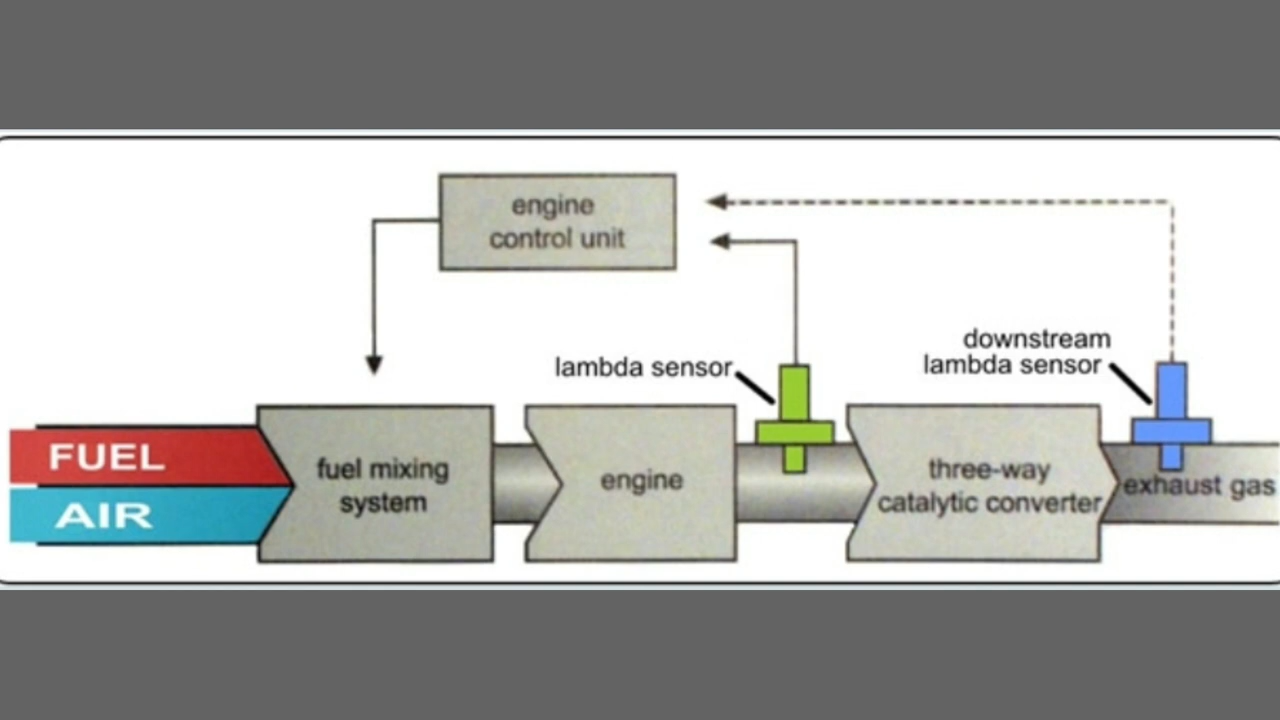 engine
control unit
downstream
lambda sensor
lambda sensor
FUEL
AIR
fuel mixing
system
engine
three-way
catalytic converter
exhaust gas